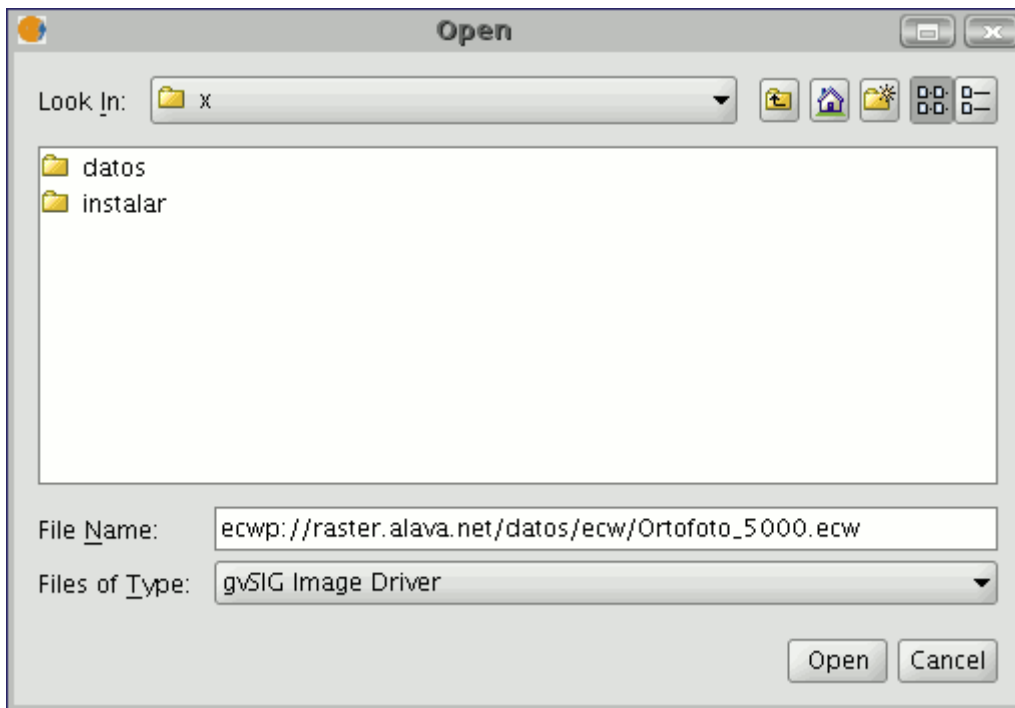 Open
Look In: x
datos
instalar
File Name: ecwp://raster.alava.net/datos/ecw/Ortofoto_5000.ecw
Files of Type: gvSIG Image Driver
Open Cancel